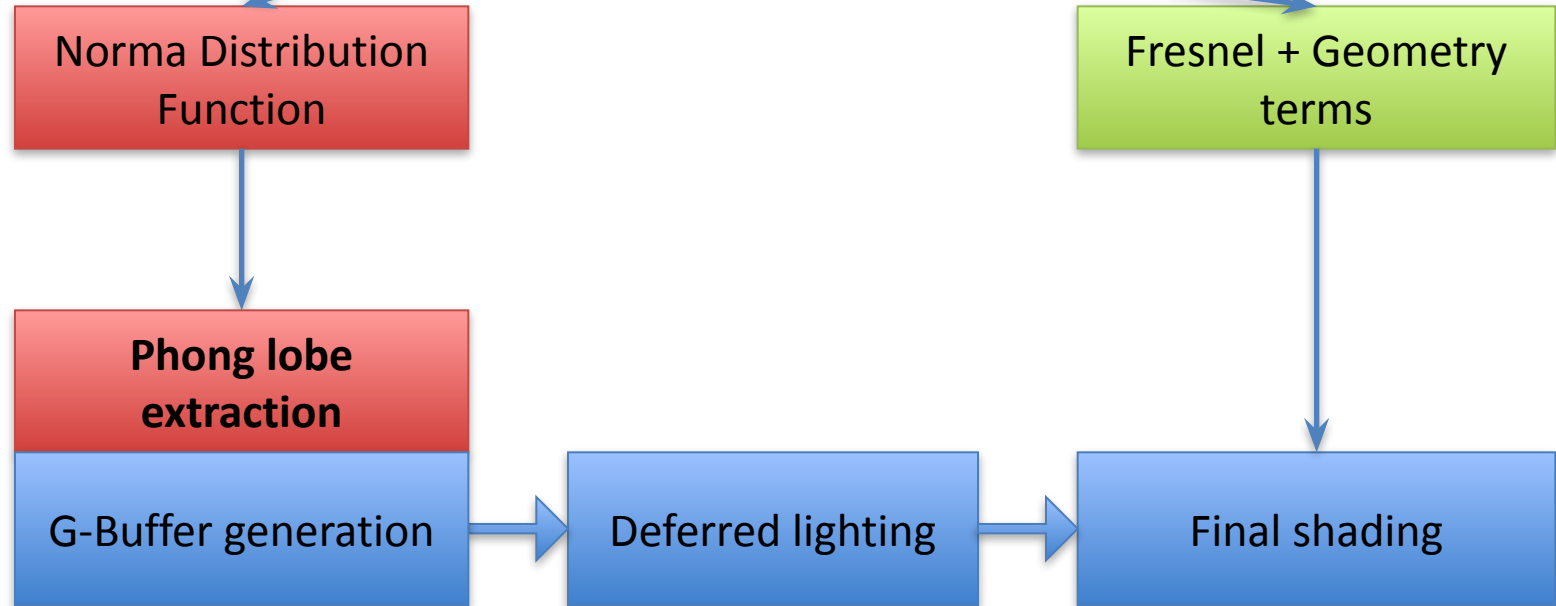 Norma Distribution
Function
Fresnel + Geometry
terms
Phong lobe
extraction
G-Buffer generation
Deferred lighting
Final shading